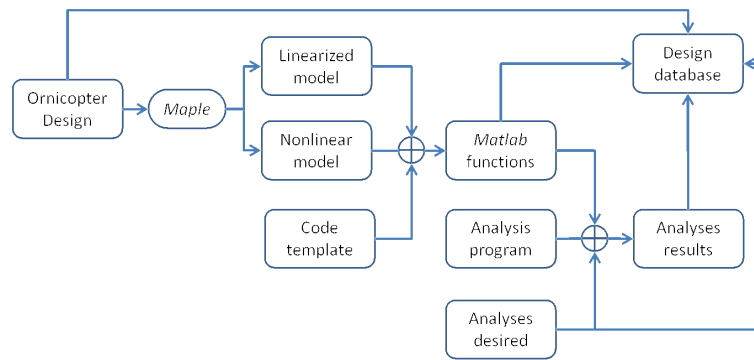 Ornicopter
Design
Maple
Linearized
model
Nonlinear
model
Code
template
Matlab
functions
Analysis
program
Analyses
desired
Design
database
Analyses
results